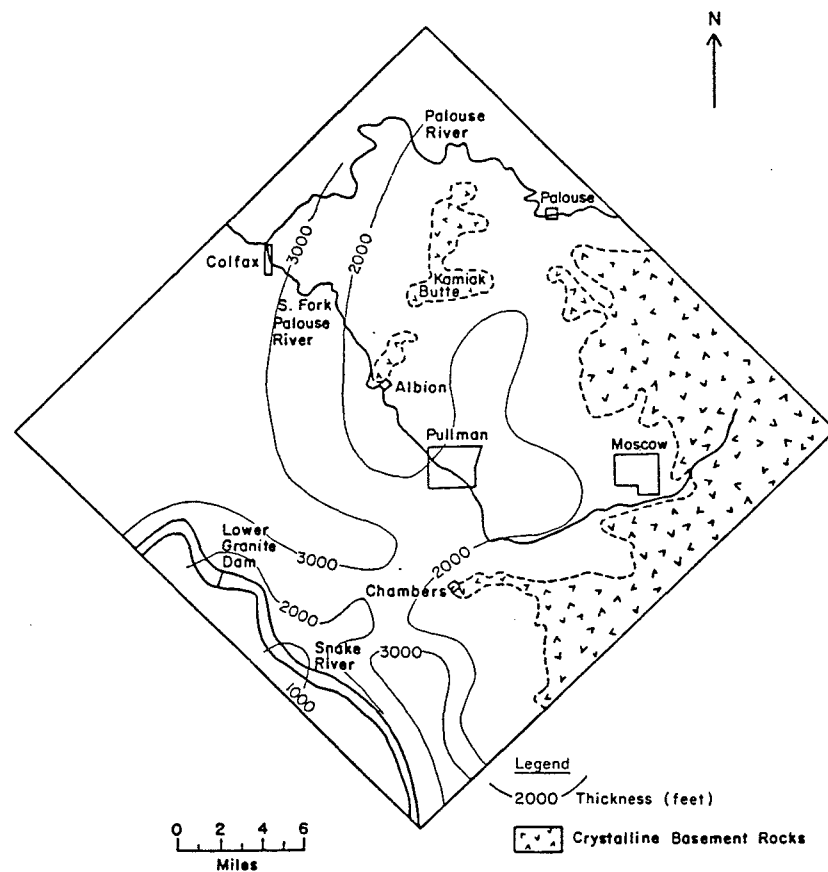 N
Palouse
River
Palouse
3000
2000
Colfax
Kamiak
Butte
S. Fork
Palouse
River
Albion
Pullman
Moscow
Lower
Granite
Dam
3000
2000
Chambers
2000
Snake
River
3000
1000
Legend
2000 Thickness (feet)
0 2 4 6
Miles
Crystalline Basement Rocks